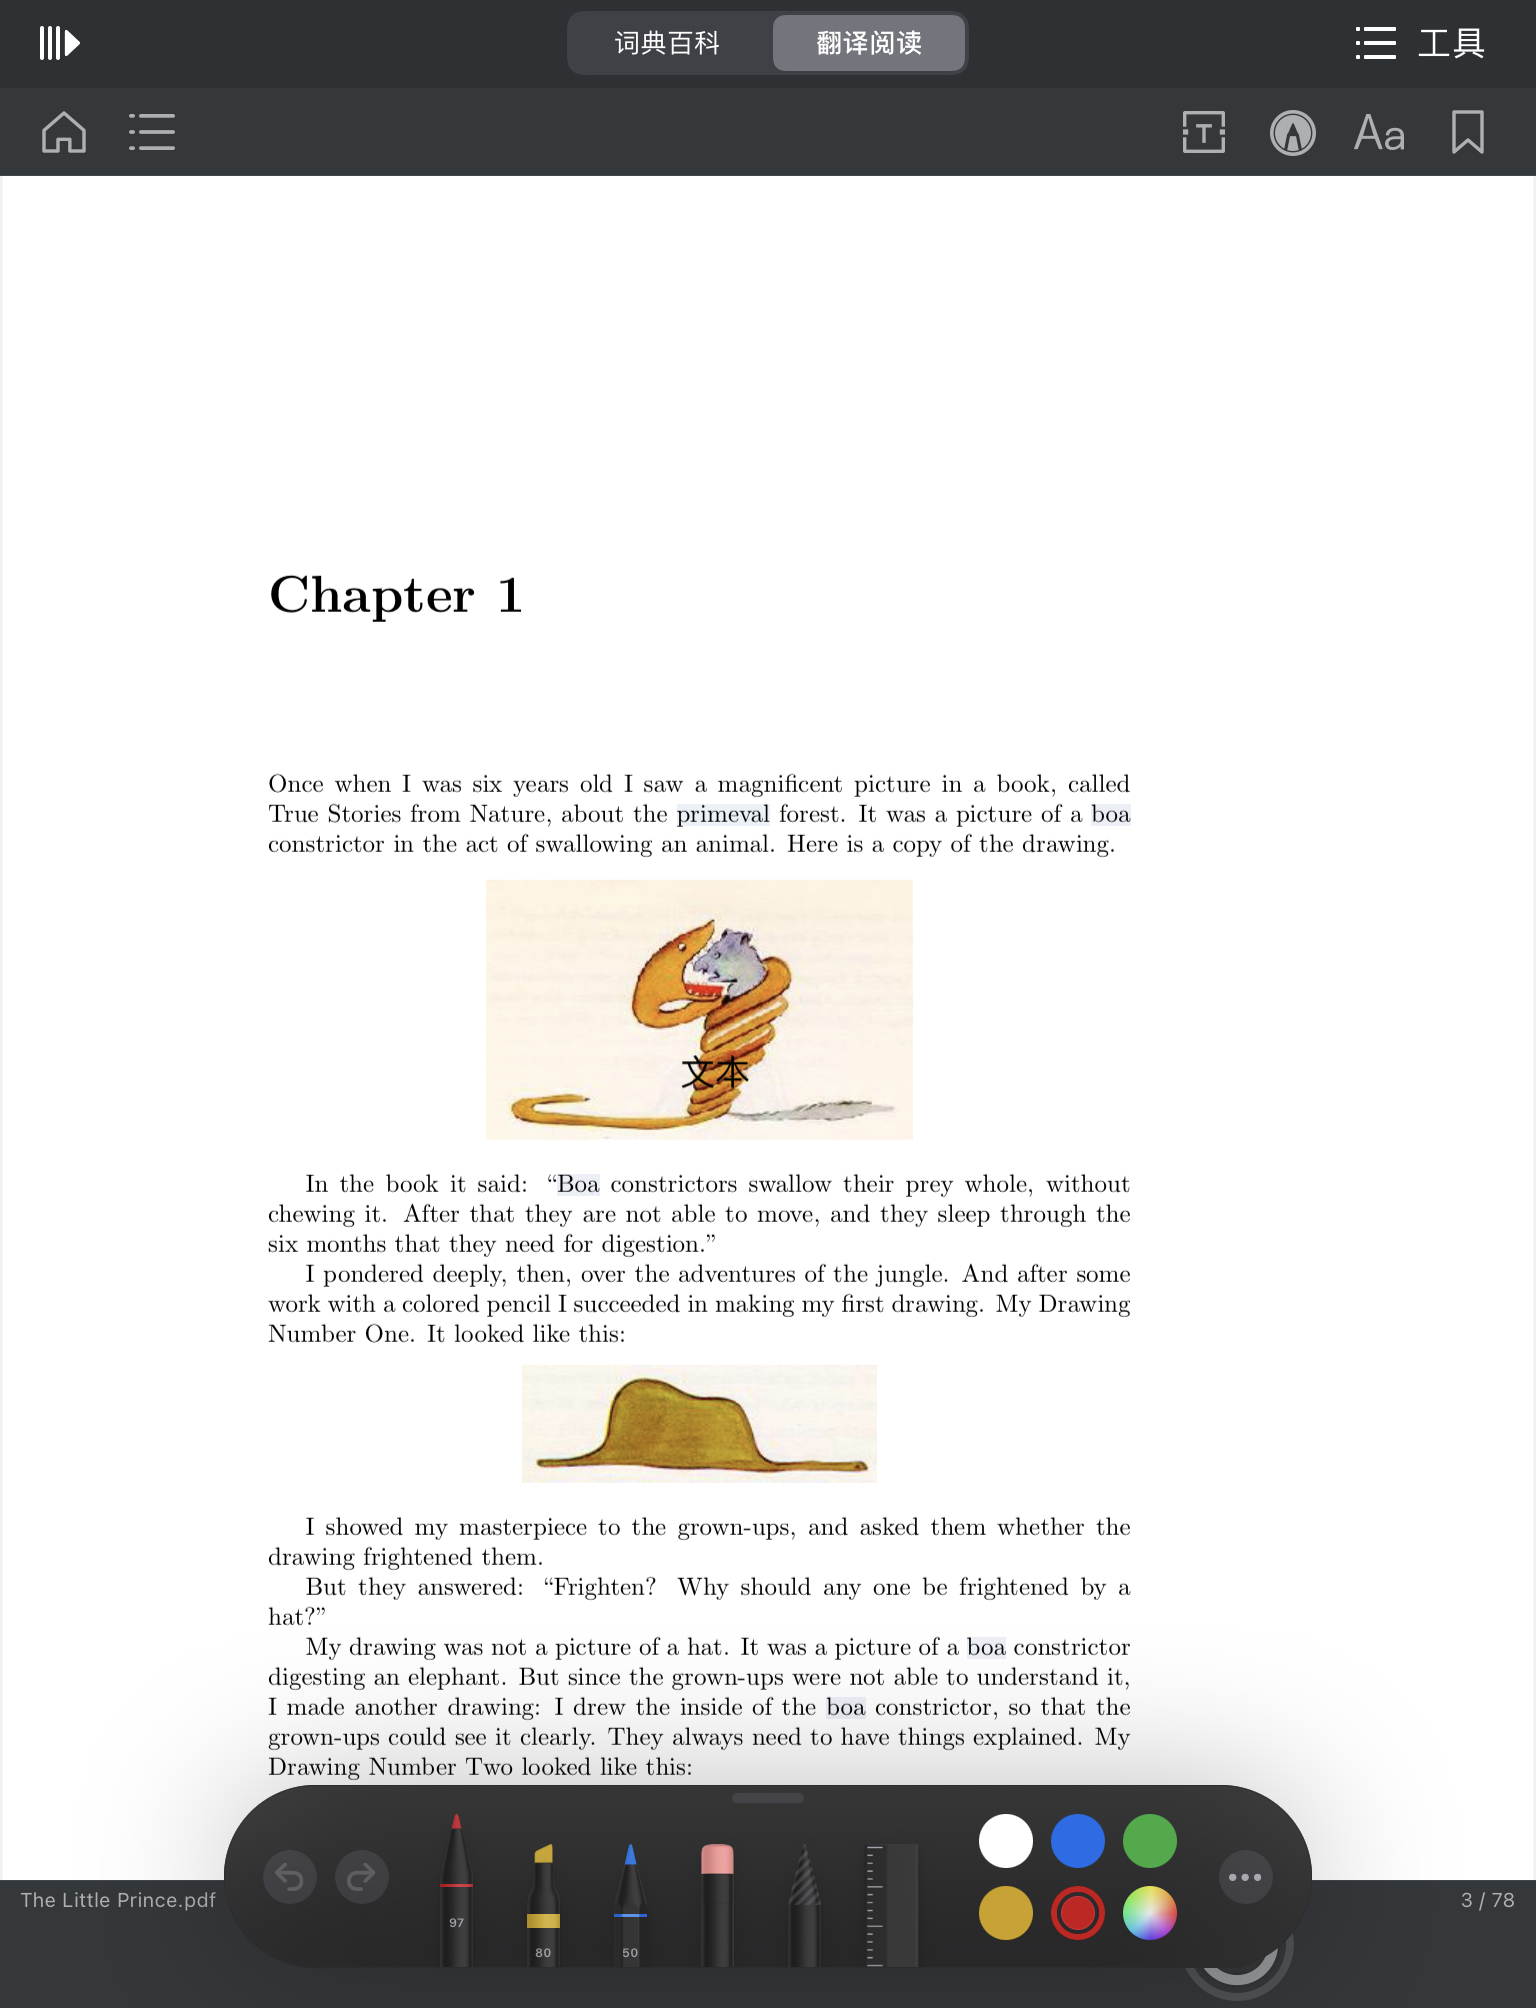 词典百科
翻译阅读
工具
T
Aa
Chapter 1
Once when I was six years old I saw a magnificent picture in a book, called
True Stories from Nature, about the primeval forest. It was a picture of a boa
constrictor in the act of swallowing an animal. Here is a copy of the drawing.
文本
In the book it said: “Boa constrictors swallow their prey whole, without
chewing it. After that they are not able to move, and they sleep through the
six months that they need for digestion.”
I pondered deeply, then, over the adventures of the jungle. And after some
work with a colored pencil I succeeded in making my first drawing. My Drawing
Number One. It looked like this:
I showed my masterpiece to the grown-ups, and asked them whether the
drawing frightened them.
But they answered: “Frighten? Why should any one be frightened by a
hat?”
My drawing was not a picture of a hat. It was a picture of a boa constrictor
digesting an elephant. But since the grown-ups were not able to understand it,
I made another drawing: I drew the inside of the boa constrictor, so that the
grown-ups could see it clearly. They always need to have things explained. My
Drawing Number Two looked like this:
97
80
50
The Little Prince.pdf
3 / 78